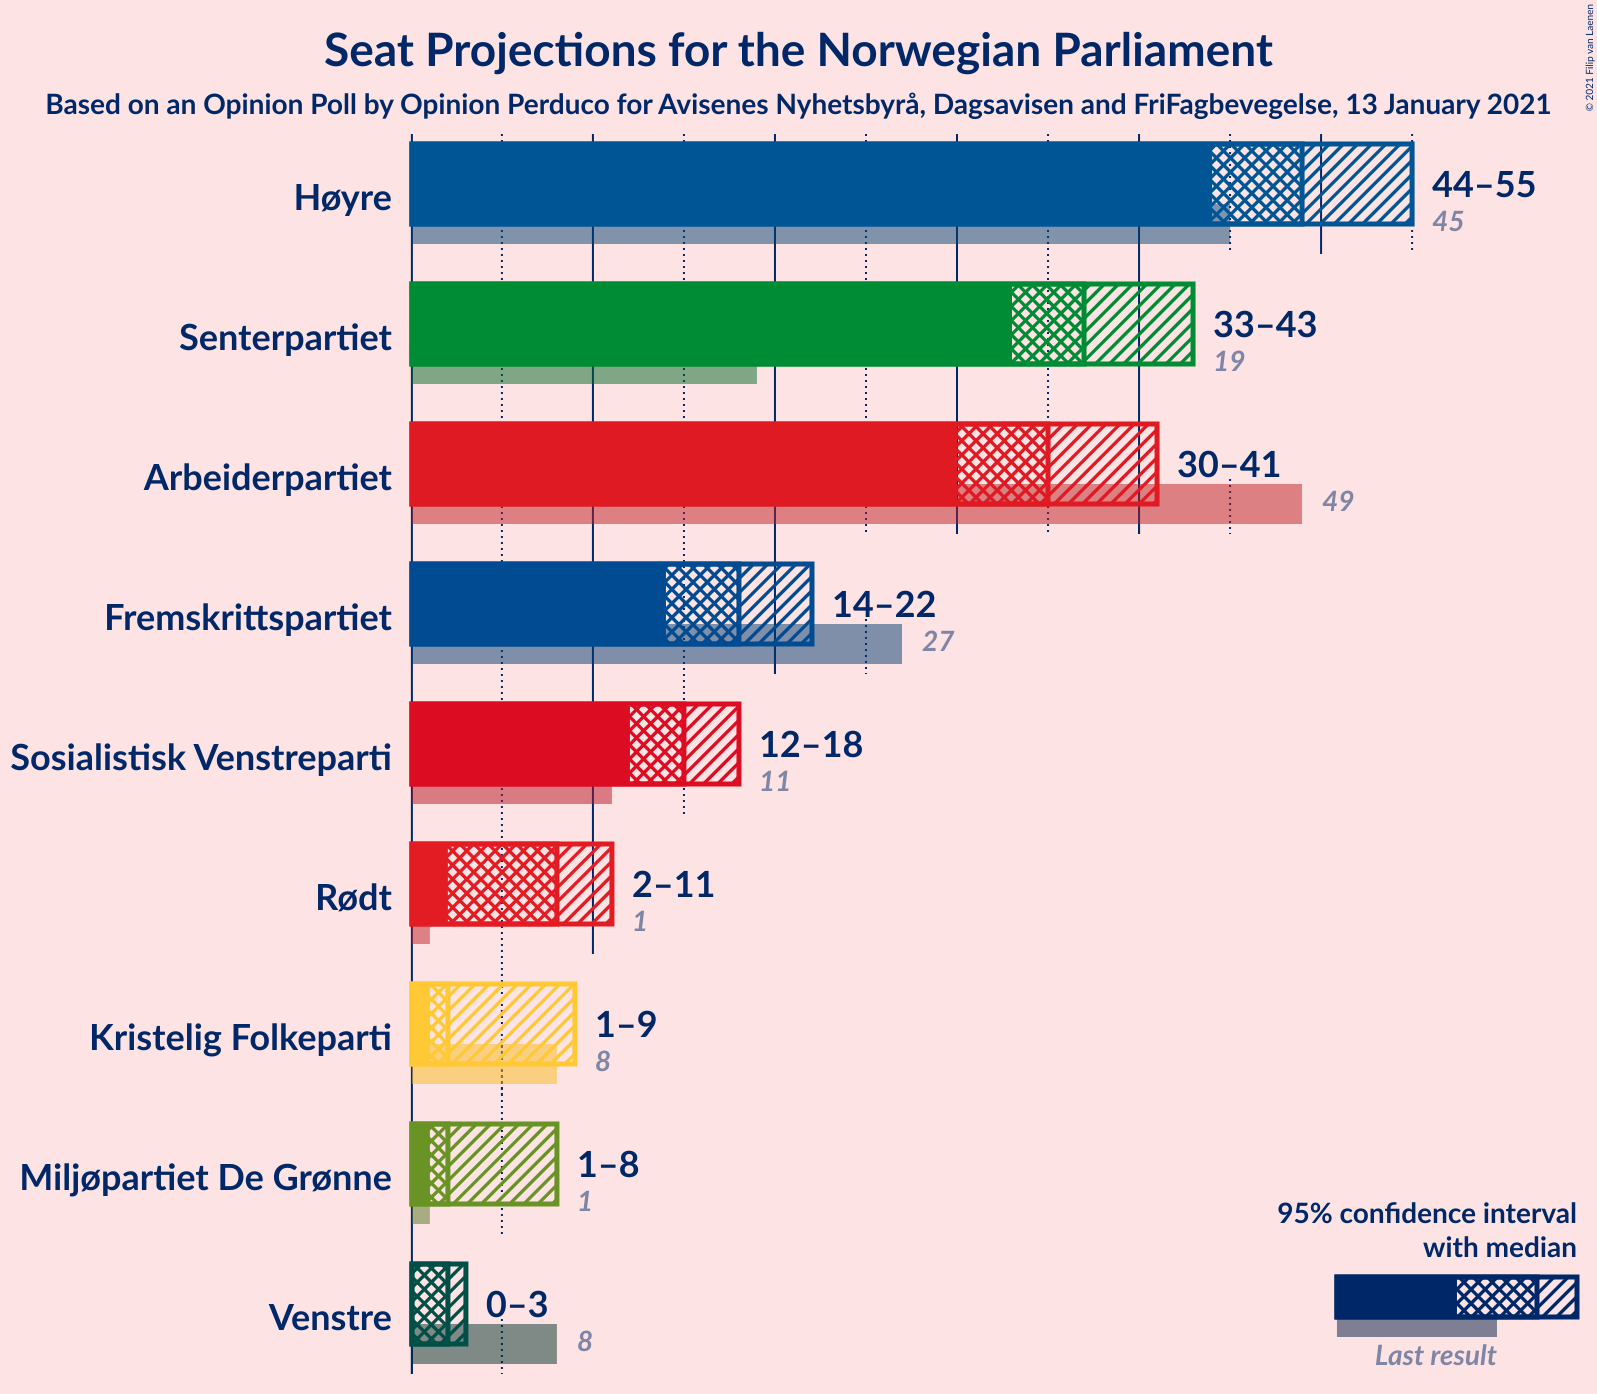 Seat Projections for the Norwegian Parliament
Based on an Opinion Poll by Opinion Perduco for Avisenes Nyhetsbyrå, Dagsavisen and FriFagbevegelse, 13 January 2021
© 2021 Filip van Laenen
Høyre
44–55
45
Senterpartiet
33–43
19
Arbeiderpartiet
30–41
49
Fremskrittspartiet
14–22
27
Sosialistisk Venstreparti
12–18
11
Rødt
2–11
1
Kristelig Folkeparti
1–9
8
Miljøpartiet De Grønne
1–8
1
Venstre
0–3
8
95% confidence interval
with median
Last result